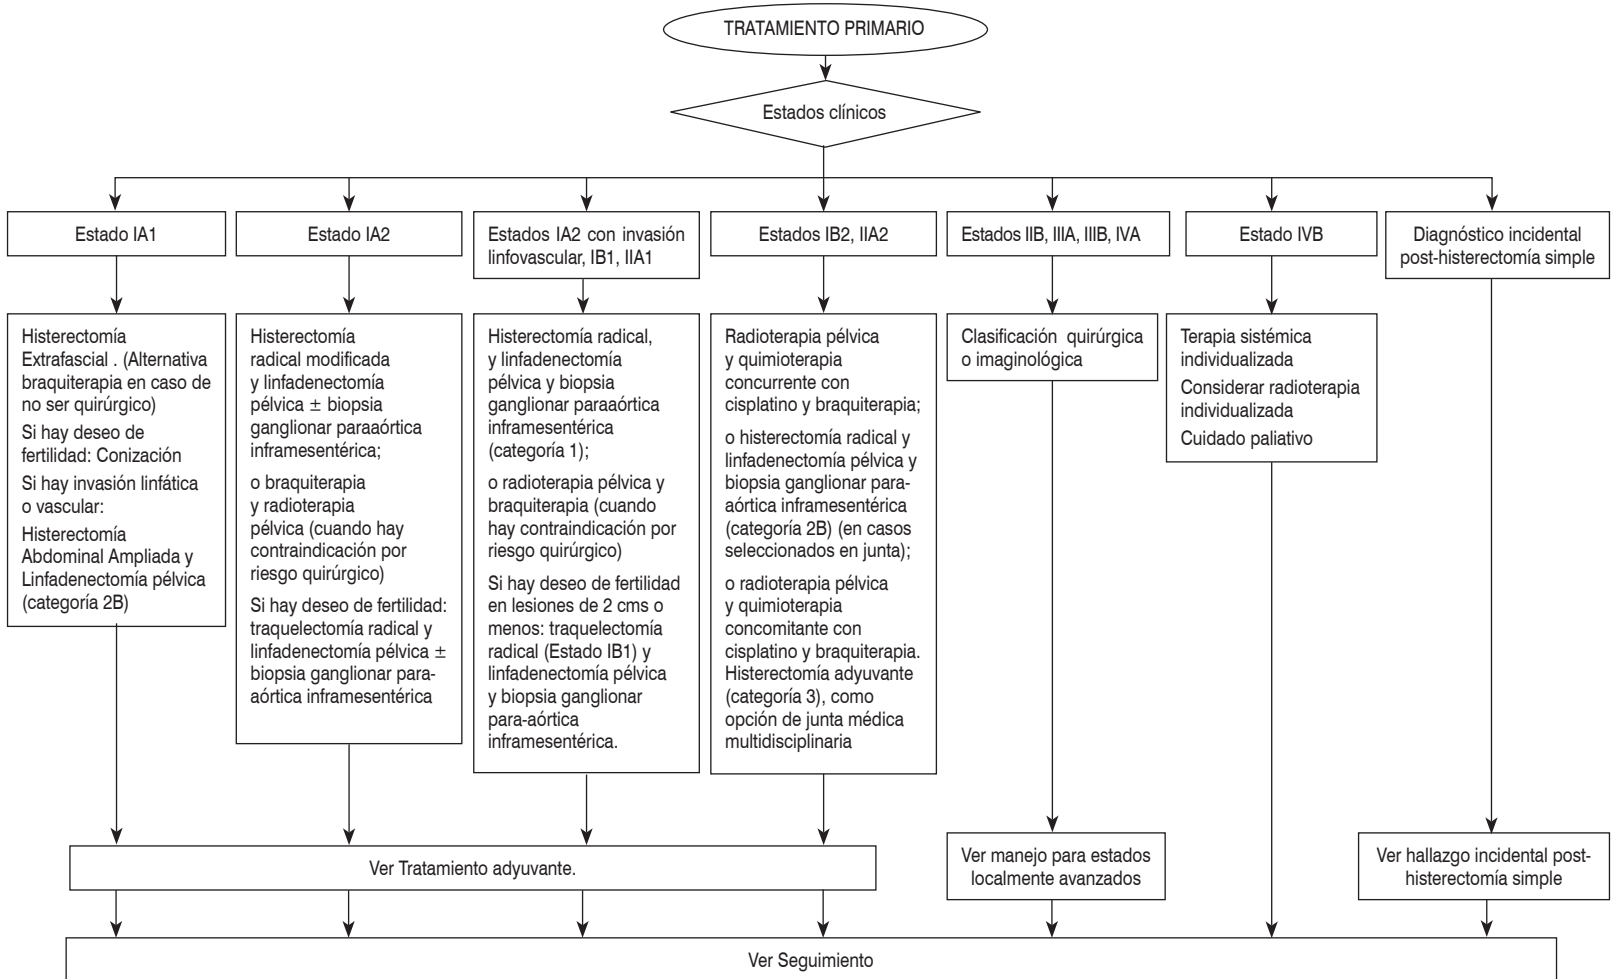 TRATAMIENTO PRIMARIO
Estados clínicos
Estado IA1
Estado IA2
Estados IA2 con invasión
linfovascular, IB1, IIA1
Estados IB2, IIA2
Estados IIB, IIIA, IIIB, IVA
Estado IVB
Diagnóstico incidental
post-histerectomía simple
Histerectomía
Extrafascial . (Alternativa
braquiterapia en caso de
no ser quirúrgico)
Si hay deseo de
fertilidad: Conización
Si hay invasión linfática
o vascular:
Histerectomía
Abdominal Ampliada y
Linfadenectomía pélvica
(categoría 2B)
Histerectomía
radical modificada
y linfadenectomía
pélvica ± biopsia
ganglionar paraaórtica
inframesentérica;
o braquiterapia
y radioterapia
pélvica (cuando hay
contraindicación por
riesgo quirúrgico)
Si hay deseo de fertilidad:
traquelectomía radical y
linfadenectomía pélvica ±
biopsia ganglionar para-
aórtica inframesentérica
Histerectomía radical,
y linfadenectomía
pélvica y biopsia
ganglionar paraaórtica
inframesentérica
(categoría 1);
o radioterapia pélvica y
braquiterapia (cuando
hay contraindicación por
riesgo quirúrgico)
Si hay deseo de fertilidad
en lesiones de 2 cms o
menos: traquelectomía
radical (Estado IB1) y
linfadenectomía pélvica
y biopsia ganglionar
para-aórtica
inframesentérica.
Radioterapia pélvica
y quimioterapia
concurrente con
cisplatino y braquiterapia;
o histerectomía radical y
linfadenectomía pélvica y
biopsia ganglionar para-
aórtica inframesentérica
(categoría 2B) (en casos
seleccionados en junta);
o radioterapia pélvica
y quimioterapia
concomitante con
cisplatino y braquiterapia.
Histerectomía adyuvante
(categoría 3), como
opción de junta médica
multidisciplinaria
Clasificación quirúrgica
o imaginológica
Terapia sistémica
individualizada
Considerar radioterapia
individualizada
Cuidado paliativo
Ver Tratamiento adyuvante.
Ver manejo para estados
localmente avanzados
Ver hallazgo incidental post-
histerectomía simple
Ver Seguimiento